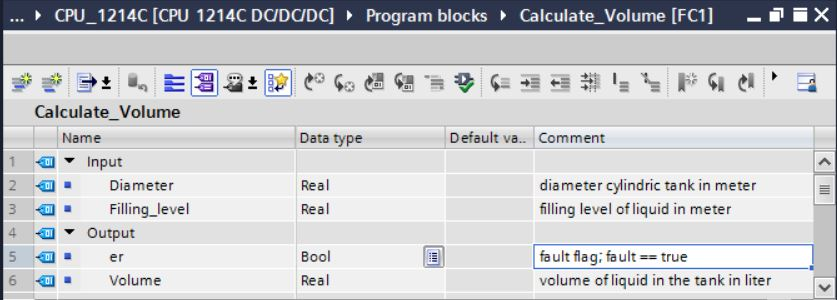 ... CPU_1214C [CPU 1214C DC/DC/DC] Program blocks Calculate_Volume [FC1]
Calculate_Volume
Name Data type Default va.. Comment
1 Input
2 Diameter Real diameter cylindric tank in meter
3 Filling_level Real filling level of liquid in meter
4 Output
5 er Bool fault flag; fault == true
6 Volume Real volume of liquid in the tank in liter